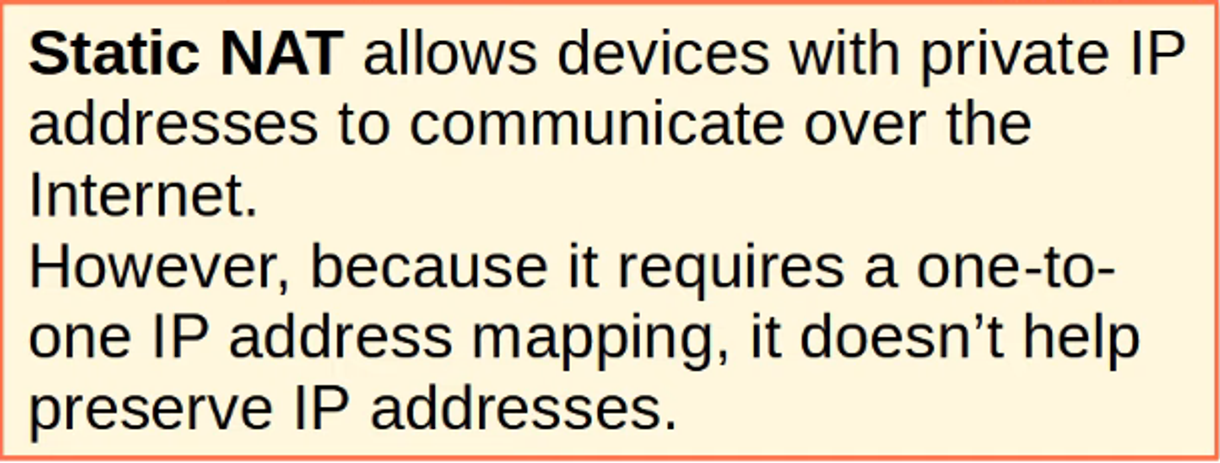 Static NAT allows devices with private IP
addresses to communicate over the
Internet.
However, because it requires a one-to-
one IP address mapping, it doesn’t help
preserve IP addresses.